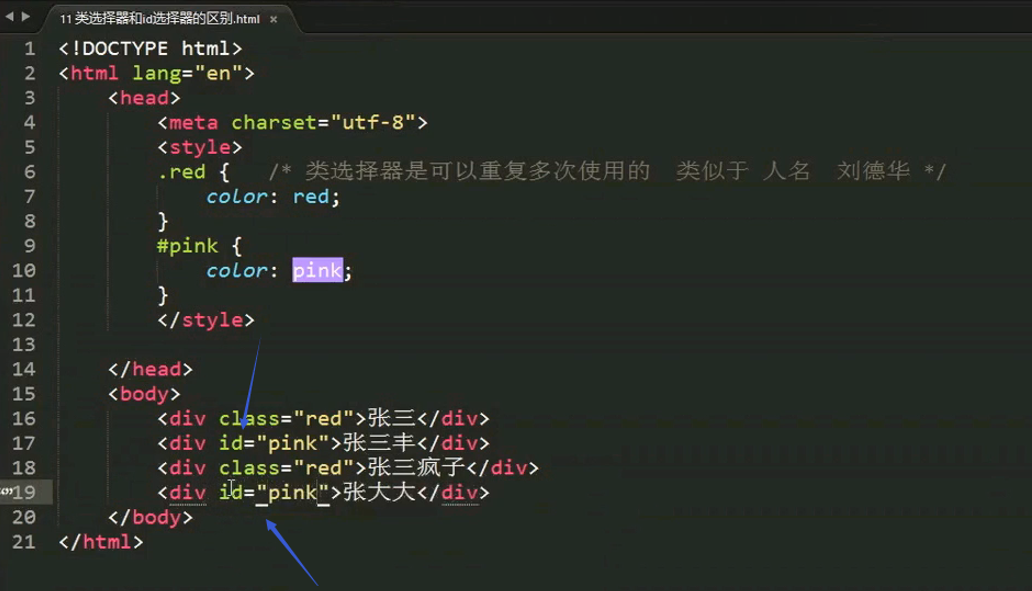 11 类选择器和id选择器的区别.html ×
1 <!DOCTYPE html>
2 <html lang="en">
3 <head>
4 <meta charset="utf-8">
5 <style>
6 .red { /* 类选择器是可以重复多次使用的 类似于 人名 刘德华 */
7 color: red;
8 }
9 #pink {
10 color: pink;
11 }
12 </style>
13
14 </head>
15 <body>
16 <div class="red">张三</div>
17 <div id="pink">张三丰</div>
18 <div class="red">张三疯子</div>
19 <div id="pink">张大大</div>
20 </body>
21 </html>